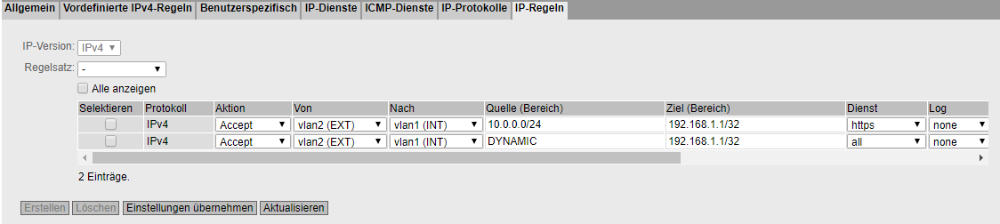 Allgemein Vordefinierte IPv4-Regeln Benutzerspezifisch IP-Dienste ICMP-Dienste IP-Protokolle IP-Regeln
IP-Version: IPv4
Regelsatz: -
Alle anzeigen
Selektieren Protokoll Aktion Von Nach Quelle (Bereich) Ziel (Bereich) Dienst Log
IPv4 Accept vlan2 (EXT) vlan1 (INT) 10.0.0.0/24 192.168.1.1/32 https none
IPv4 Accept vlan2 (EXT) vlan1 (INT) DYNAMIC 192.168.1.1/32 all none
2 Einträge.
Erstellen Löschen Einstellungen übernehmen Aktualisieren